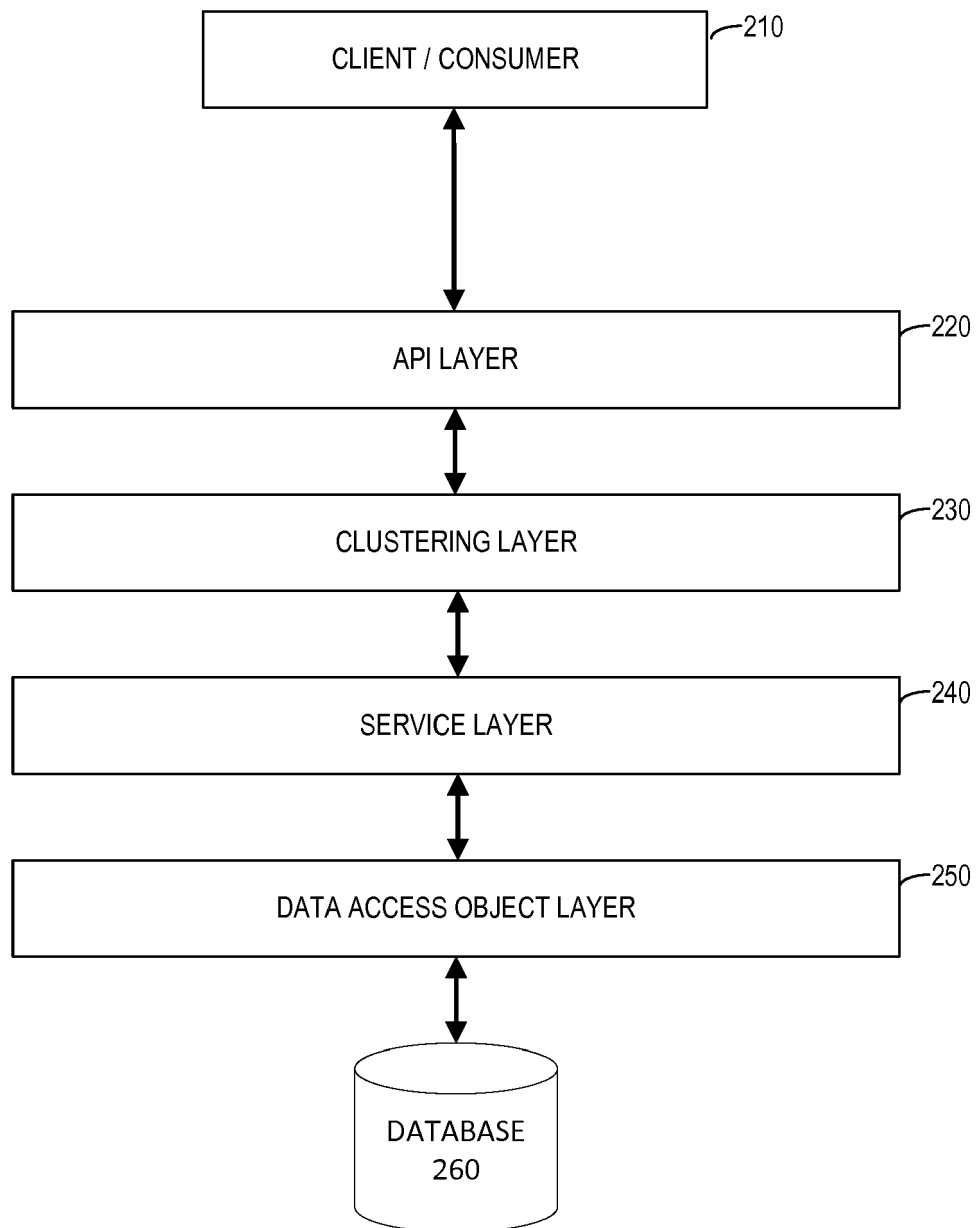 CLIENT / CONSUMER
210
API LAYER
220
CLUSTERING LAYER
230
SERVICE LAYER
240
DATA ACCESS OBJECT LAYER
250
DATABASE
260